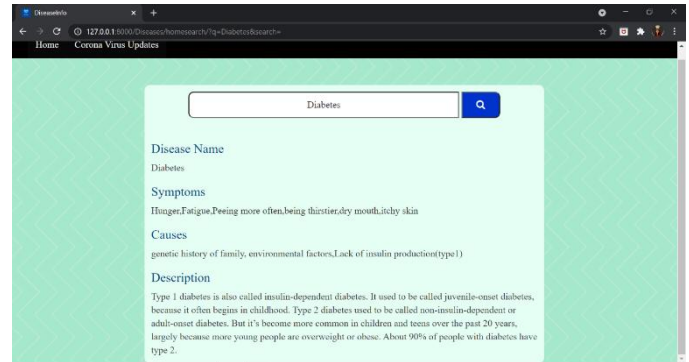 DiseaseInfo
127.0.0.1:6000/Diseases/homesearch/?q=Diabetes&search=
Home Corona Virus Updates
Diabetes
Disease Name
Diabetes
Symptoms
Hunger,Fatigue,Peeing more often,being thirstier,dry mouth,itchy skin
Causes
genetic history of family, environmental factors,Lack of insulin production(type1)
Description
Type 1 diabetes is also called insulin-dependent diabetes. It used to be called juvenile-onset diabetes,
because it often begins in childhood. Type 2 diabetes used to be called non-insulin-dependent or
adult-onset diabetes. But it’s become more common in children and teens over the past 20 years,
largely because more young people are overweight or obese. About 90% of people with diabetes have
type 2.